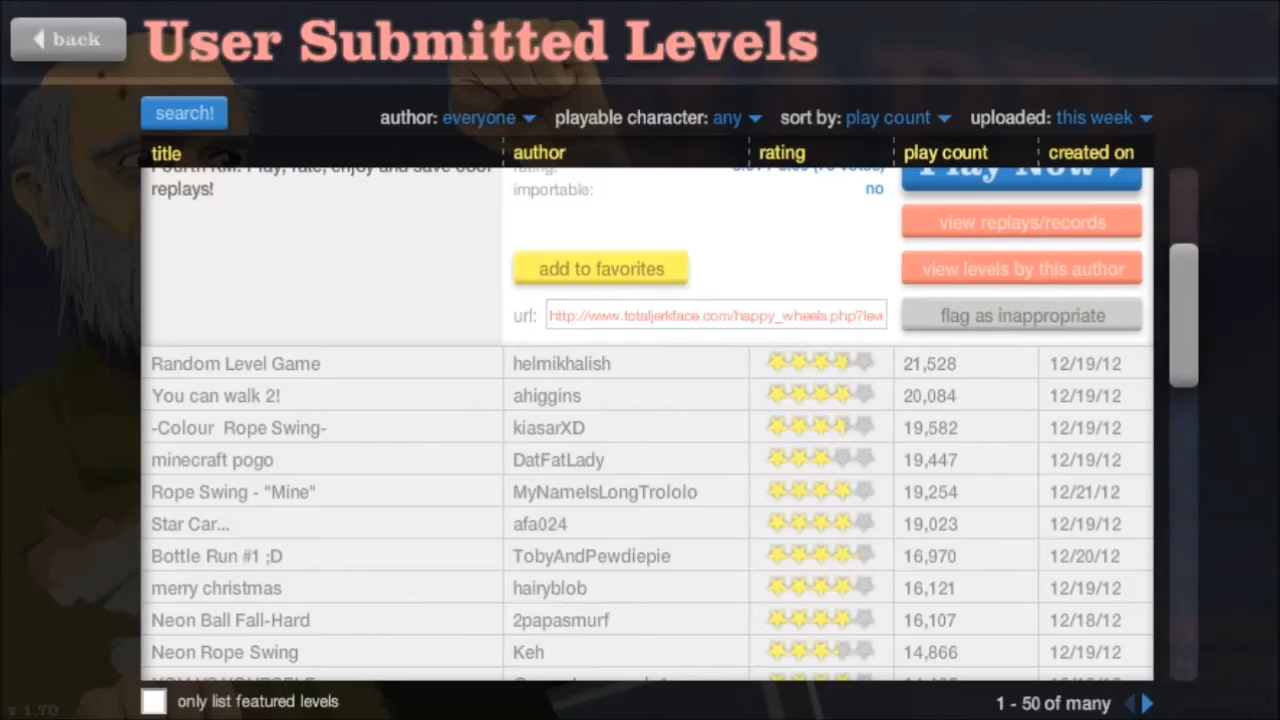 back
User Submitted Levels
search!
author: everyone playable character: any sort by: play count uploaded: this week
title author rating play count created on
replays!
importable: no
Play Now
view replays/records
add to favorites
view levels by this author
url: http://www.totaljerkface.com/happy_wheels.php?lev
flag as inappropriate
Random Level Game helmikhalish 21,528 12/19/12
You can walk 2! ahiggins 20,084 12/19/12
-Colour Rope Swing- kiasarXD 19,582 12/19/12
minecraft pogo DatFatLady 19,447 12/19/12
Rope Swing - "Mine" MyNameIsLongTrololo 19,254 12/21/12
Star Car... afa024 19,023 12/19/12
Bottle Run #1 ;D TobyAndPewdiepie 16,970 12/20/12
merry christmas hairyblob 16,121 12/19/12
Neon Ball Fall-Hard 2papasmurf 16,107 12/18/12
Neon Rope Swing Keh 14,866 12/19/12
only list featured levels
1 - 50 of many
v 1.70